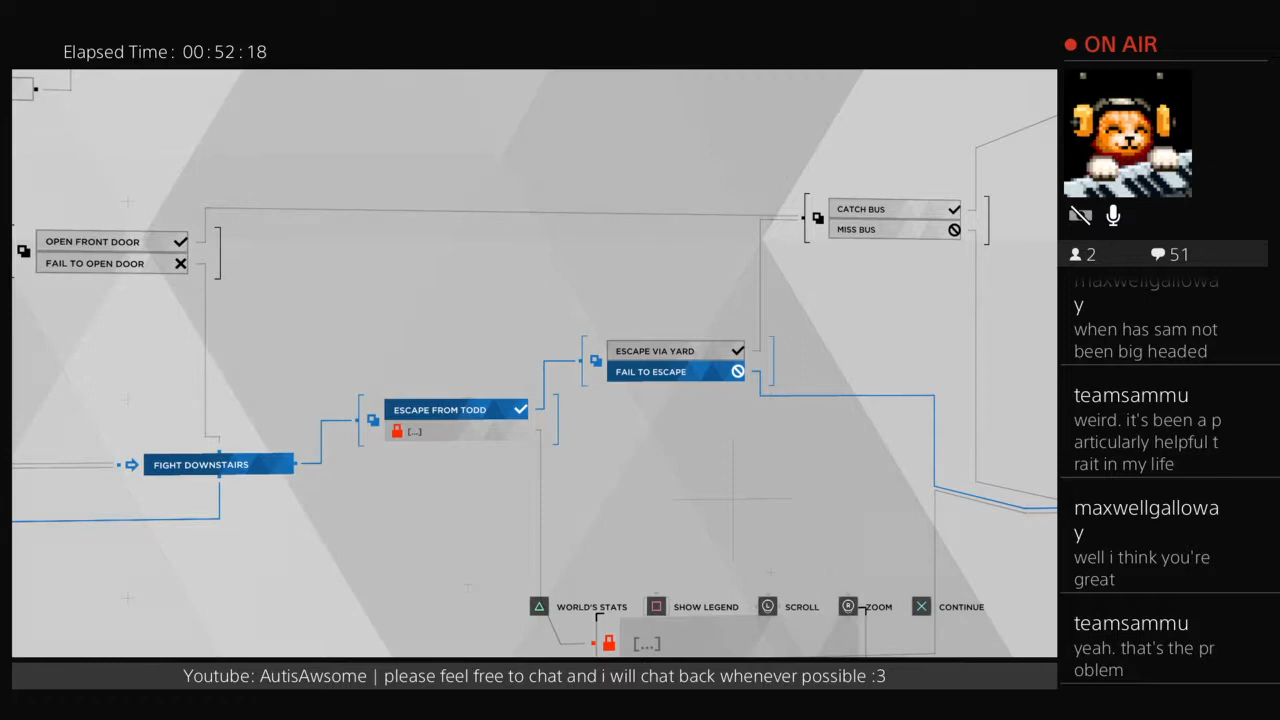 Elapsed Time: 00:52:18
ON AIR
OPEN FRONT DOOR
FAIL TO OPEN DOOR
CATCH BUS
MISS BUS
ESCAPE VIA YARD
FAIL TO ESCAPE
ESCAPE FROM TODD
[...]
FIGHT DOWNSTAIRS
WORLD'S STATS
SHOW LEGEND
L
SCROLL
R
ZOOM
CONTINUE
[...]
2
51
maxwellgallowa
y
when has sam not
been big headed
teamsammu
weird. it's been a p
articularly helpful t
rait in my life
maxwellgallowa
y
well i think you're
great
teamsammu
yeah. that's the pr
oblem
Youtube: AutisAwsome | please feel free to chat and i will chat back whenever possible :3